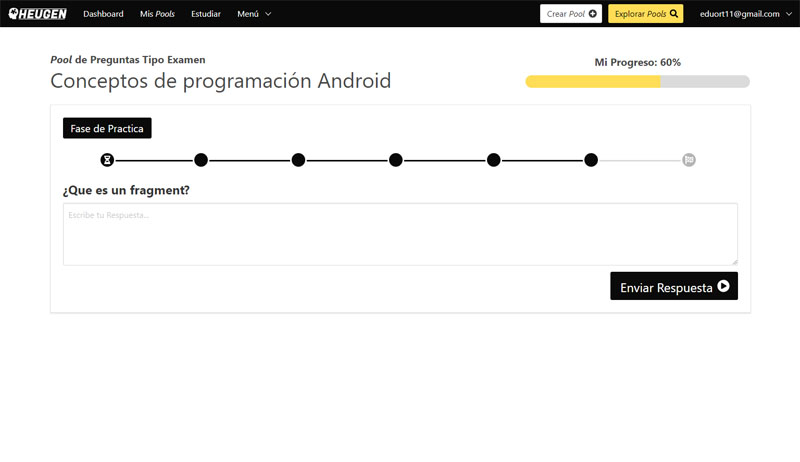 HEUGEN Dashboard Mis Pools Estudiar Menú Crear Pool Explorar Pools eduort11@gmail.com
Pool de Preguntas Tipo Examen
Conceptos de programación Android
Mi Progreso: 60%
Fase de Practica
¿Que es un fragment?
Escribe tu Respuesta...
Enviar Respuesta